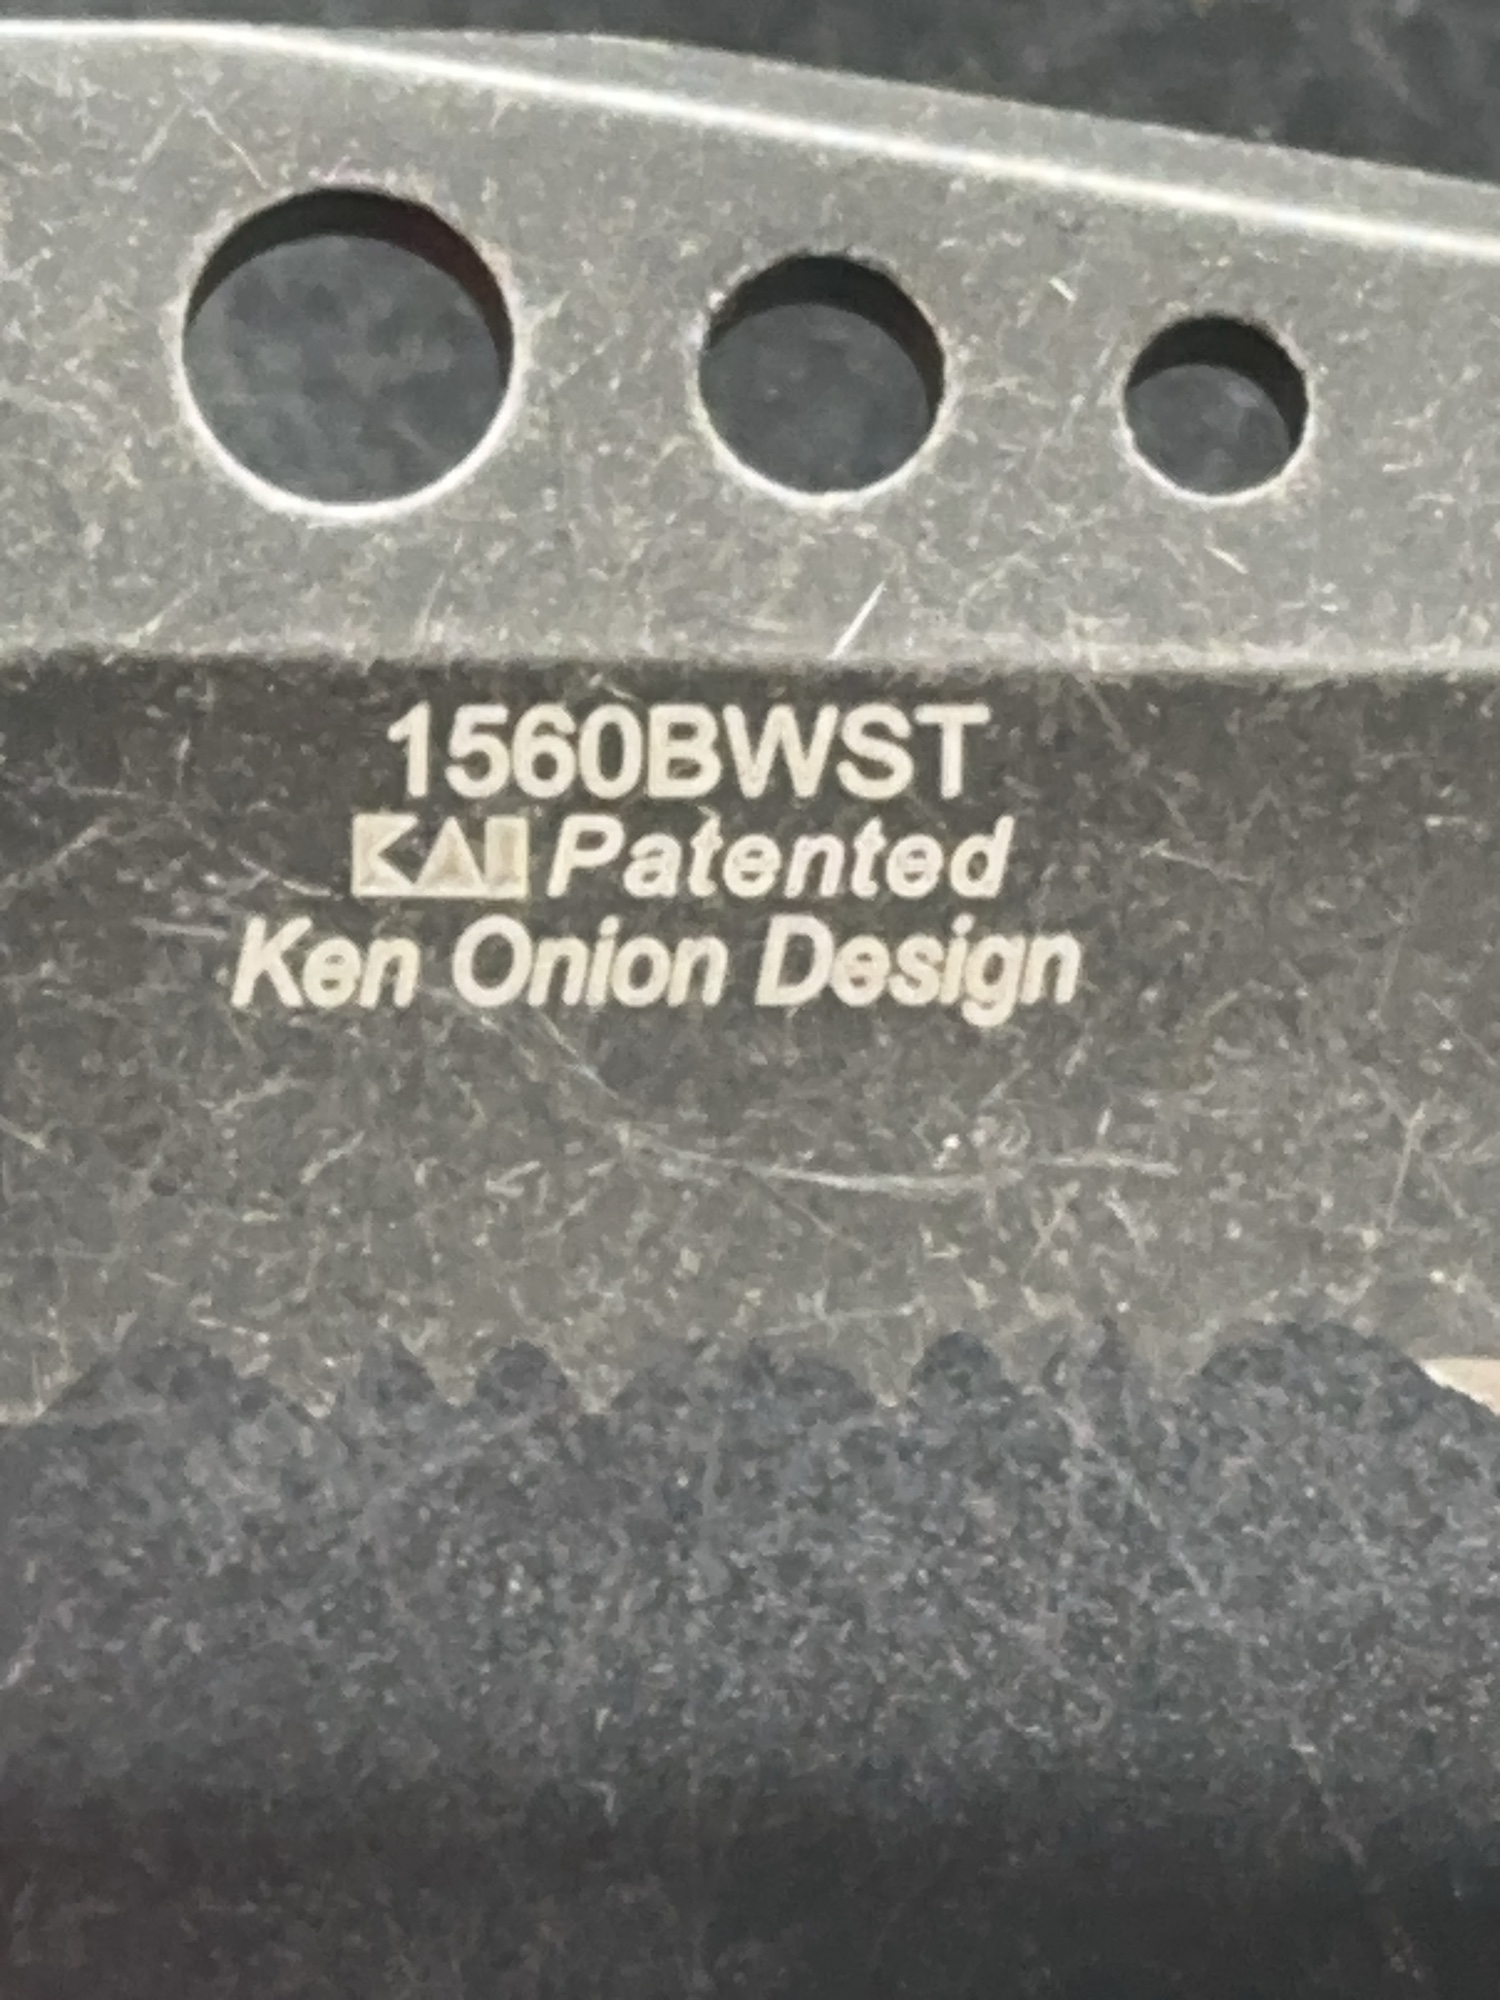 1560BWST
KAI Patented
Ken Onion Design